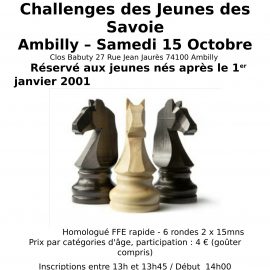 Challenges des Jeunes des
Savoie
Ambilly – Samedi 15 Octobre
Clos Babuty 27 Rue Jean Jaurès 74100 Ambilly
Réservé aux jeunes nés après le 1er
janvier 2001
Homologué FFE rapide - 6 rondes 2 x 15mns
Prix par catégories d'âge, participation : 4 € (goûter
compris)
Inscriptions entre 13h et 13h45 / Début 14h00